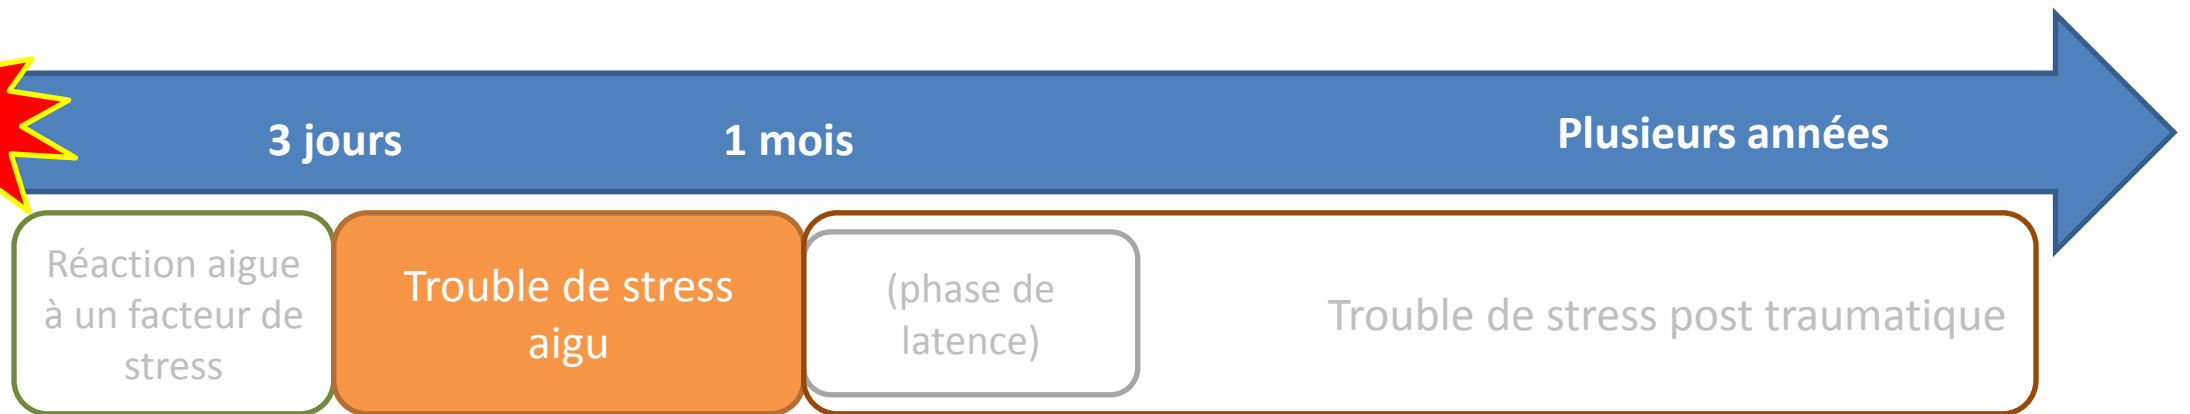 3 jours
1 mois
Plusieurs années
Réaction aigue
à un facteur de
stress
Trouble de stress
aigu
(phase de
latence)
Trouble de stress post traumatique